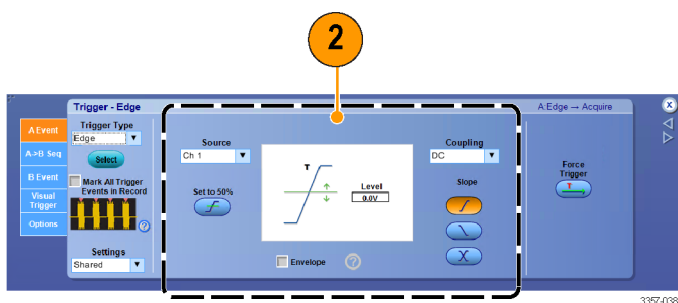 2
Trigger - Edge
A:Edge → Acquire
X
A Event
A->B Seq
B Event
Visual
Trigger
Options
Trigger Type
Edge
Select
Mark All Trigger
Events in Record
?
Settings
Shared
Source
Ch 1
Set to 50%
T
Level
0.0V
Envelope
?
Coupling
DC
Slope
Force
Trigger
T
3357-038